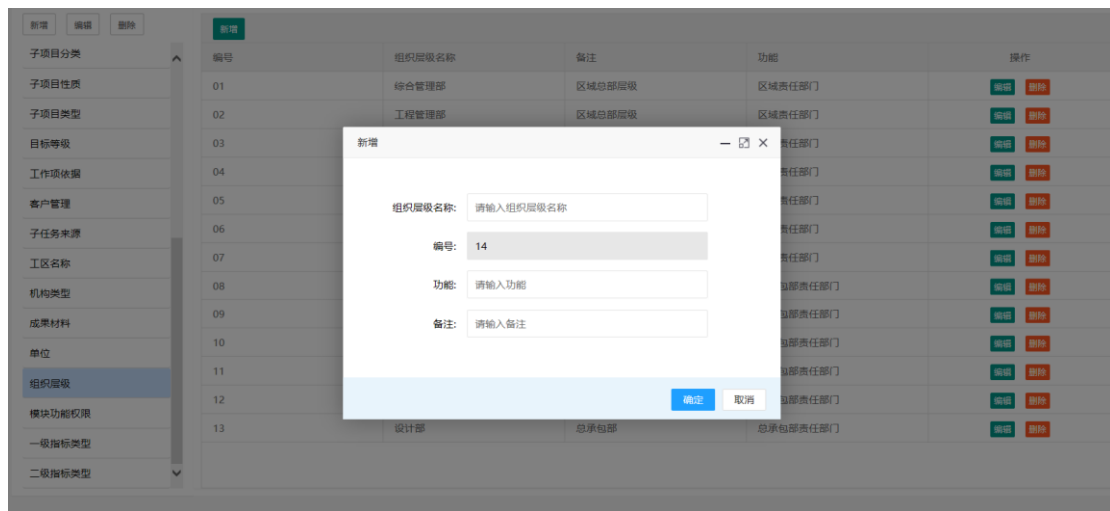 新增 编辑 删除
子项目分类
子项目性质
子项目类型
目标等级
工作项依据
客户管理
子任务来源
工区名称
机构类型
成果材料
单位
组织层级
模块功能权限
一级指标类型
二级指标类型
新增
编号 组织层级名称 备注 功能 操作
01 综合管理部 区域总部层级 区域责任部门 编辑 删除
02 工程管理部 区域总部层级 区域责任部门 编辑 删除
03 责任部门 编辑 删除
04 责任部门 编辑 删除
05 责任部门 编辑 删除
06 责任部门 编辑 删除
07 责任部门 编辑 删除
08 包部责任部门 编辑 删除
09 包部责任部门 编辑 删除
10 包部责任部门 编辑 删除
11 包部责任部门 编辑 删除
12 包部责任部门 编辑 删除
13 设计部 总承包部 总承包部责任部门 编辑 删除
新增
组织层级名称: 请输入组织层级名称
编号: 14
功能: 请输入功能
备注: 请输入备注
确定 取消